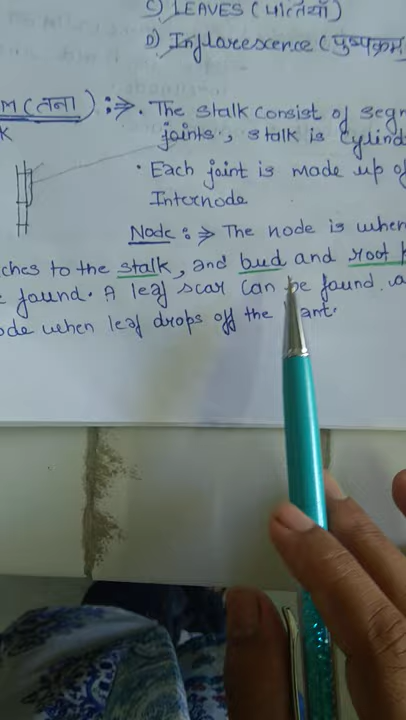 C) LEAVES (पत्तियाँ)
D) Inflorescence (पुष्पक्रम
M (तना) :⇒ • The stalk consist of segm
K joints, stalk is cylind
• Each joint is made up of
Internode
Node :⇒ The node is wher
ches to the stalk, and bud and root p
found. A leaf scar can be found a
ode when leaf drops off the ant.